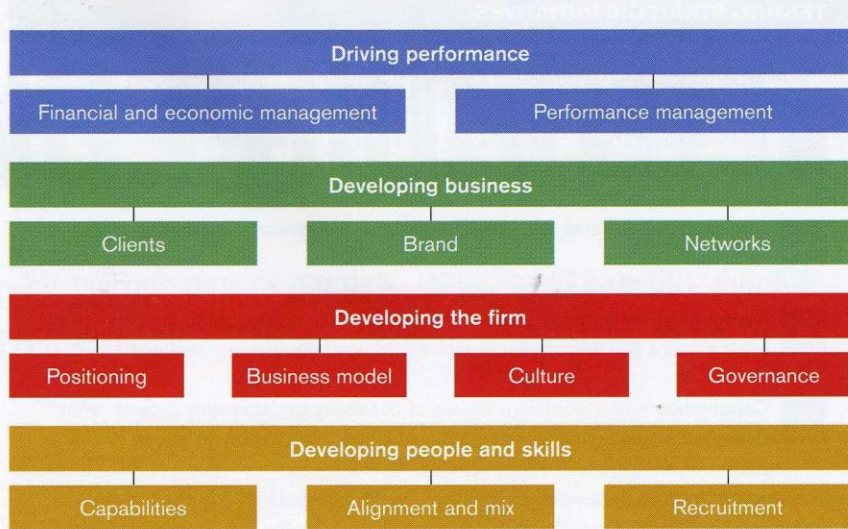 Driving performance
Financial and economic management
Performance management
Developing business
Clients
Brand
Networks
Developing the firm
Positioning
Business model
Culture
Governance
Developing people and skills
Capabilities
Alignment and mix
Recruitment